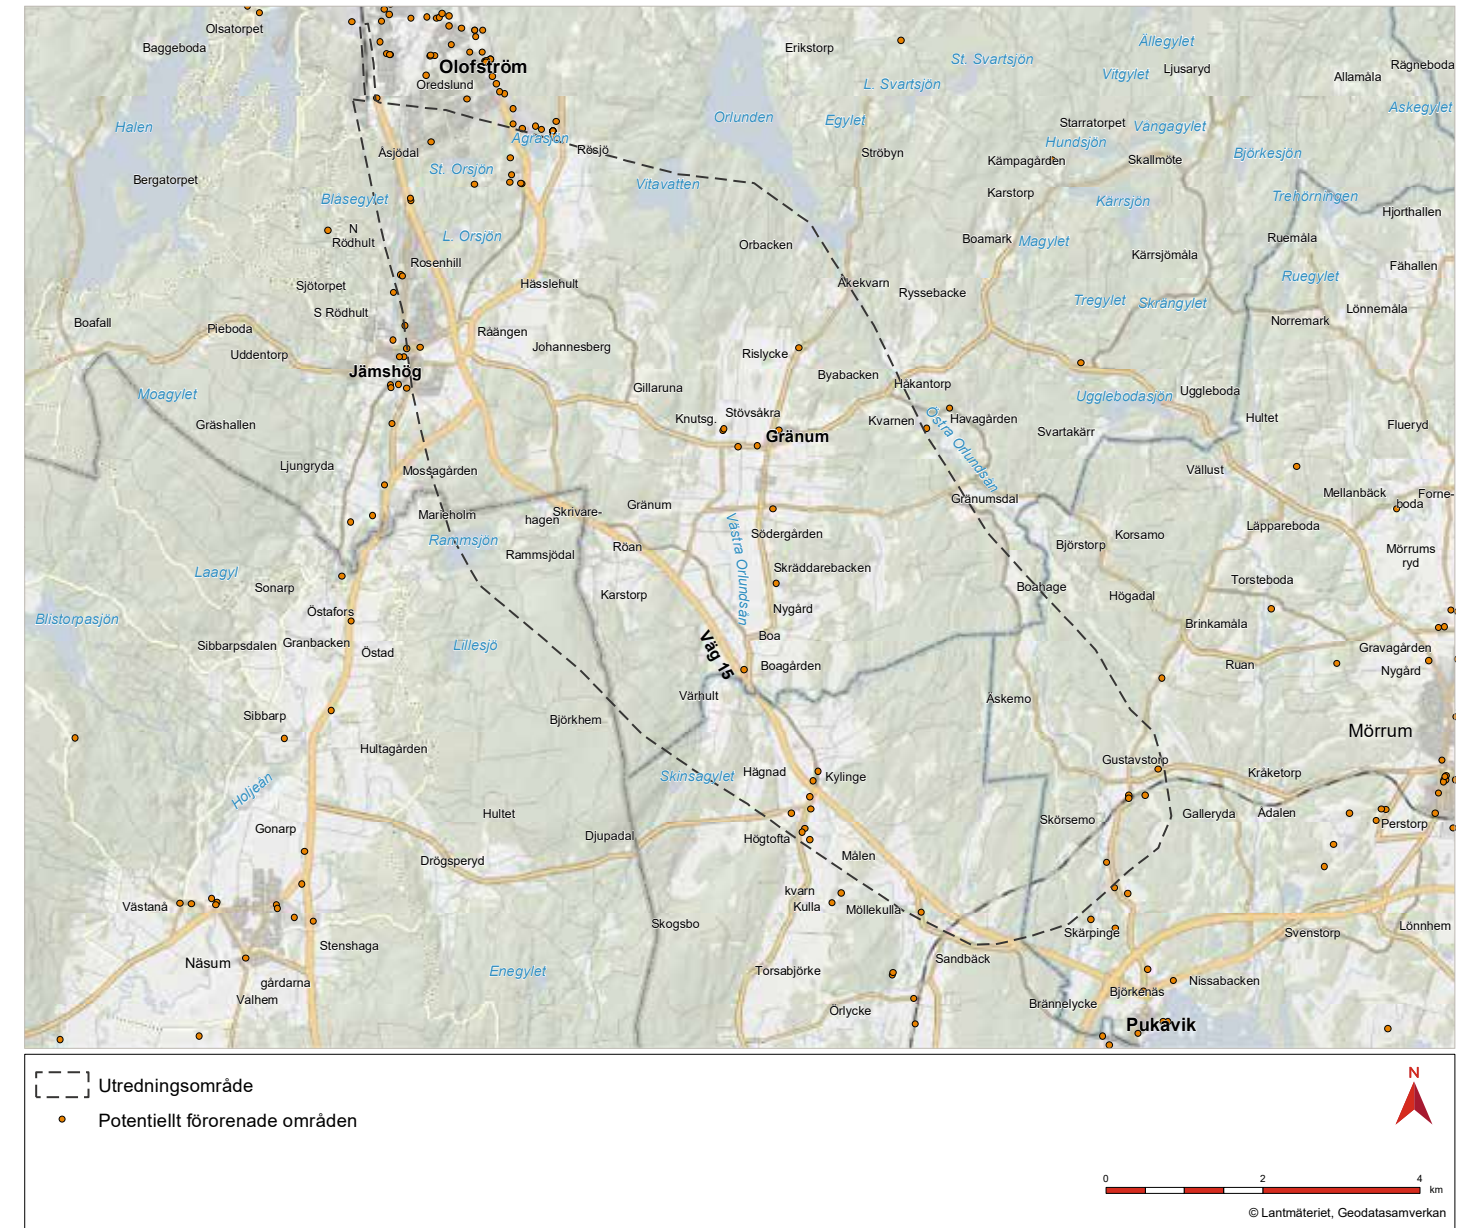 Olsatorpet
Baggeboda
Erikstorp
Ällegylet
St. Svartsjön
Ljusaryd
Rägneboda
Olofström
Vitgylet
Allamåla
Oredslund
L. Svartsjön
Askegylet
Orlunden
Egylet
Starratorpet
Vangagylet
Halen
Agrasjön
Hundsjön
Rösjö
Åsjödal
Ströbyn
Björkesjön
Kämpagården
Skallmöte
St. Orsjön
Bergatorpet
Vitavatten
Karstorp
Trehörningen
Blasegylet
Kärrsjön
Hjorthallen
N
Rödhult
L. Orsjön
Orbacken
Boamark
Magylet
Ruemåla
Kärrsjömåla
Rosenhill
Fähallen
Ruegylet
Sjötorpet
Hässlehult
Åkekvarn
Ryssebacke
Tregylet
Skrängylet
S Rödhult
Lönnemåla
Boafall
Norremark
Pieboda
Råängen
Johannesberg
Uddentorp
Rislycke
Jämshög
Byabacken
Håkantorp
Gillaruna
Moagylet
Ugglebodasjön
Uggleboda
Stövsåkra
Knutsg.
Kvarnen
Östra Orlundsån
Havagården
Hultet
Gräshallen
Flueryd
Gränum
Svartakärr
Ljungryda
Mossagården
Vällust
Mellanbäck
Forne-
boda
Gränumsdal
Marieholm
Skrivare-
hagen
Gränum
Västra Orlundsån
Läppareboda
Södergården
Korsamo
Rammsjön
Björstorp
Röan
Rammsjödal
Mörrums
ryd
Laagyl
Skräddarebacken
Torsteboda
Sonarp
Boahage
Karstorp
Högadal
Östafors
Nygård
Blistorpasjön
Brinkamåla
Boa
Sibbarpsdalen
Granbacken
Östad
Lillesjö
Väg 15
Gravagården
Boagården
Ruan
Nygård
Värhult
Åskemo
Sibbarp
Björkhem
Mörrum
Hultagården
Gustavstorp
Hägnad
Kylinge
Skinsagylet
Kråketorp
Holjeån
Hultet
Skörsemo
Galleryda
Ådalen
Gonarp
Perstorp
Djupadal
Högtofta
Målen
Drögsperyd
kvarn
Kulla
Möllekulla
Västanå
Skogsbo
Lönnhem
Skärpinge
Svenstorp
Stenshaga
Sandbäck
Näsum
Enegylet
Torsabjörke
gårdarna
Nissabacken
Björkenäs
Valhem
Brännelycke
Örlycke
Pukavik
Utredningsområde
Potentiellt förorenade områden
N
0 2 4
km
© Lantmäteriet, Geodatasamverkan